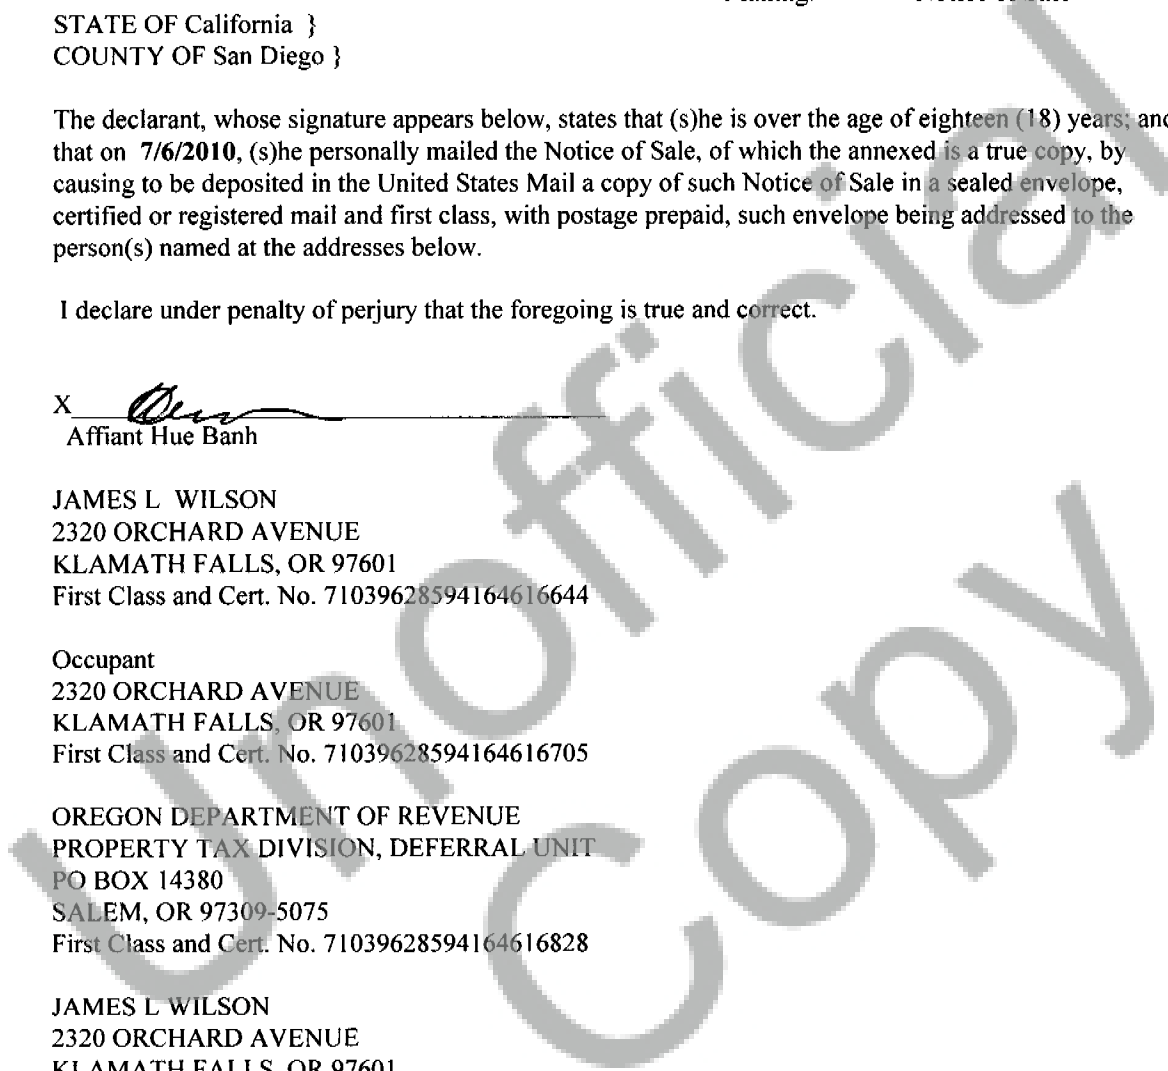 STATE OF California }
COUNTY OF San Diego }
The declarant, whose signature appears below, states that (s)he is over the age of eighteen (18) years; and
that on 7/6/2010, (s)he personally mailed the Notice of Sale, of which the annexed is a true copy, by
causing to be deposited in the United States Mail a copy of such Notice of Sale in a sealed envelope,
certified or registered mail and first class, with postage prepaid, such envelope being addressed to the
person(s) named at the addresses below.
I declare under penalty of perjury that the foregoing is true and correct.
X
Affiant Hue Banh
JAMES L WILSON
2320 ORCHARD AVENUE
KLAMATH FALLS, OR 97601
First Class and Cert. No. 71039628594164616644
Occupant
2320 ORCHARD AVENUE
KLAMATH FALLS, OR 97601
First Class and Cert. No. 71039628594164616705
OREGON DEPARTMENT OF REVENUE
PROPERTY TAX DIVISION, DEFERRAL UNIT
PO BOX 14380
SALEM, OR 97309-5075
First Class and Cert. No. 71039628594164616828
JAMES L WILSON
2320 ORCHARD AVENUE
KLAMATH FALLS, OR 97601
Unofficial
Copy